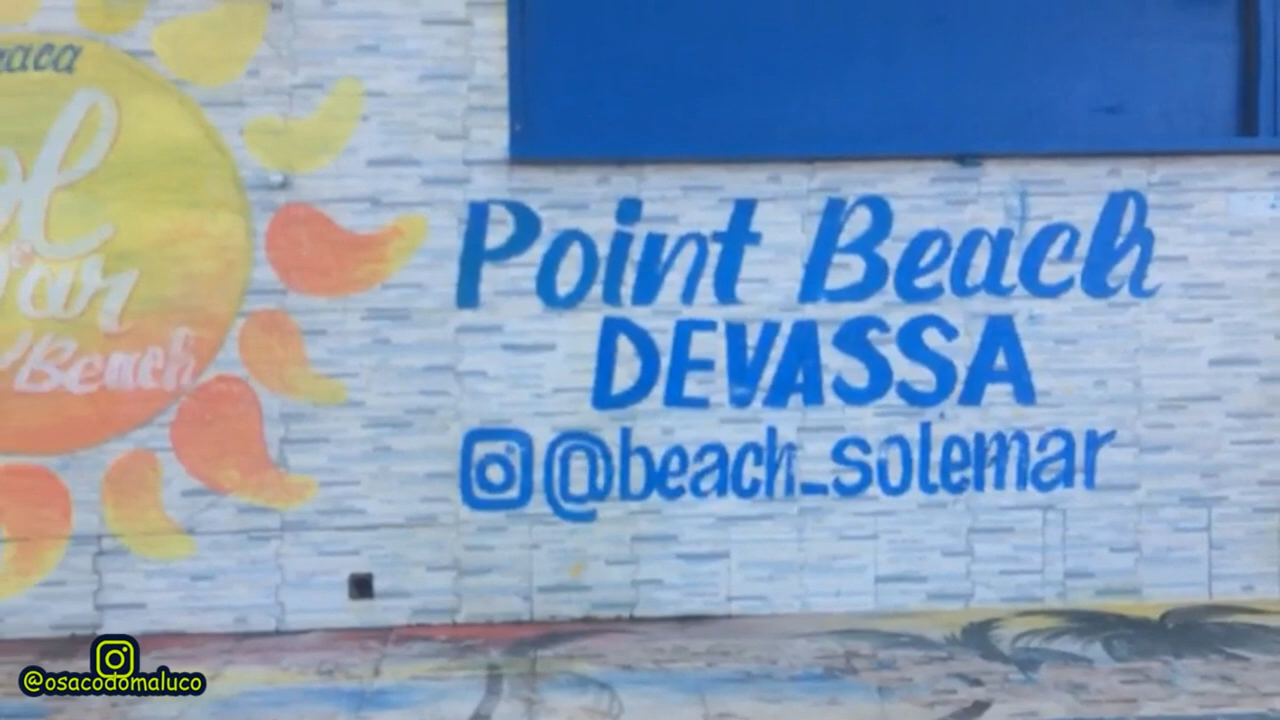 Beach
Point Beach
DEVASSA
@beach_solemar
@osacodomaluco